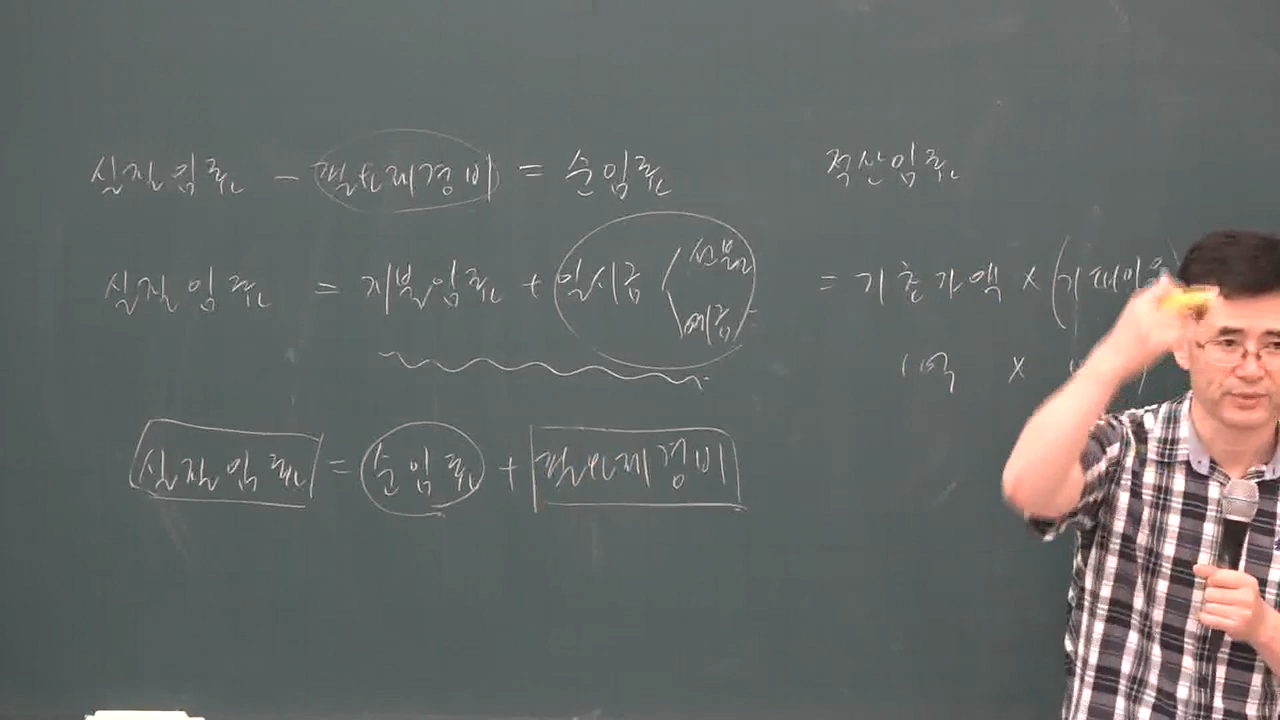 실질임료 - 필요제경비 = 순임료
실질임료 = 지불임료 + 일시금 선불 예금
실질임료 = 순임료 + 필요제경비
적산임료
= 기초가액 × (기대이율
1억 ×